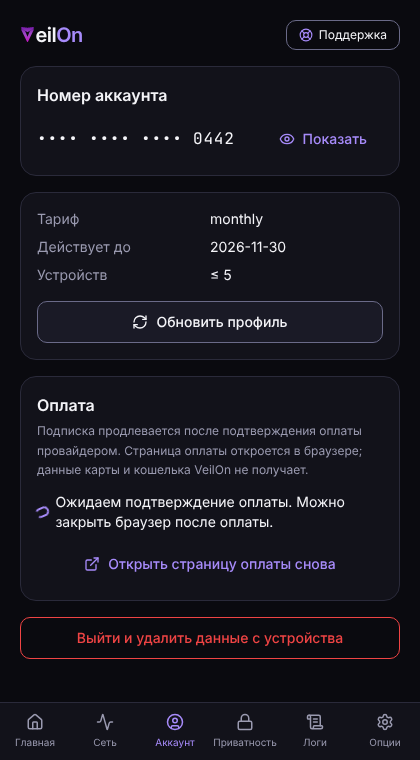 VeilOn
Поддержка
Номер аккаунта
•••• •••• •••• 0442
Показать
Тариф monthly
Действует до 2026-11-30
Устройств ≤ 5
Обновить профиль
Оплата
Подписка продлевается после подтверждения оплаты
провайдером. Страница оплаты откроется в браузере;
данные карты и кошелька VeilOn не получает.
Ожидаем подтверждение оплаты. Можно
закрыть браузер после оплаты.
Открыть страницу оплаты снова
Выйти и удалить данные с устройства
Главная Сеть Аккаунт Приватность Логи Опции